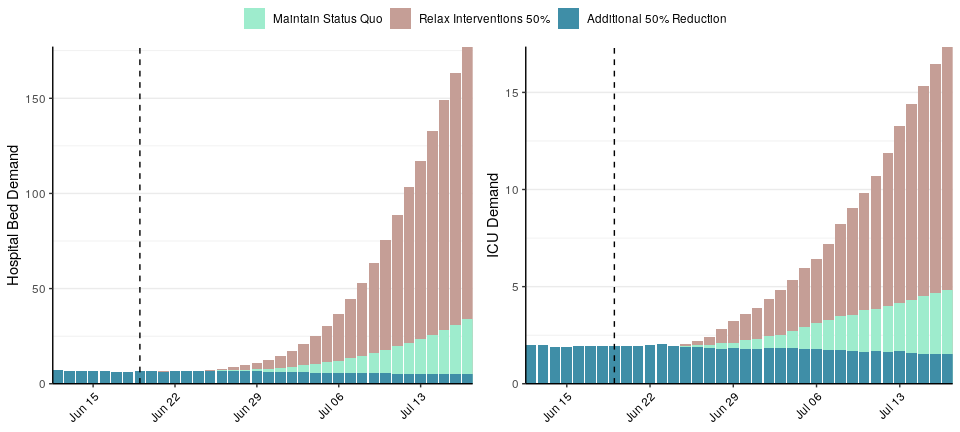 Maintain Status Quo Relax Interventions 50% Additional 50% Reduction
Hospital Bed Demand
150
100
50
0
Jun 15 Jun 22 Jun 29 Jul 06 Jul 13
ICU Demand
15
10
5
0
Jun 15 Jun 22 Jun 29 Jul 06 Jul 13